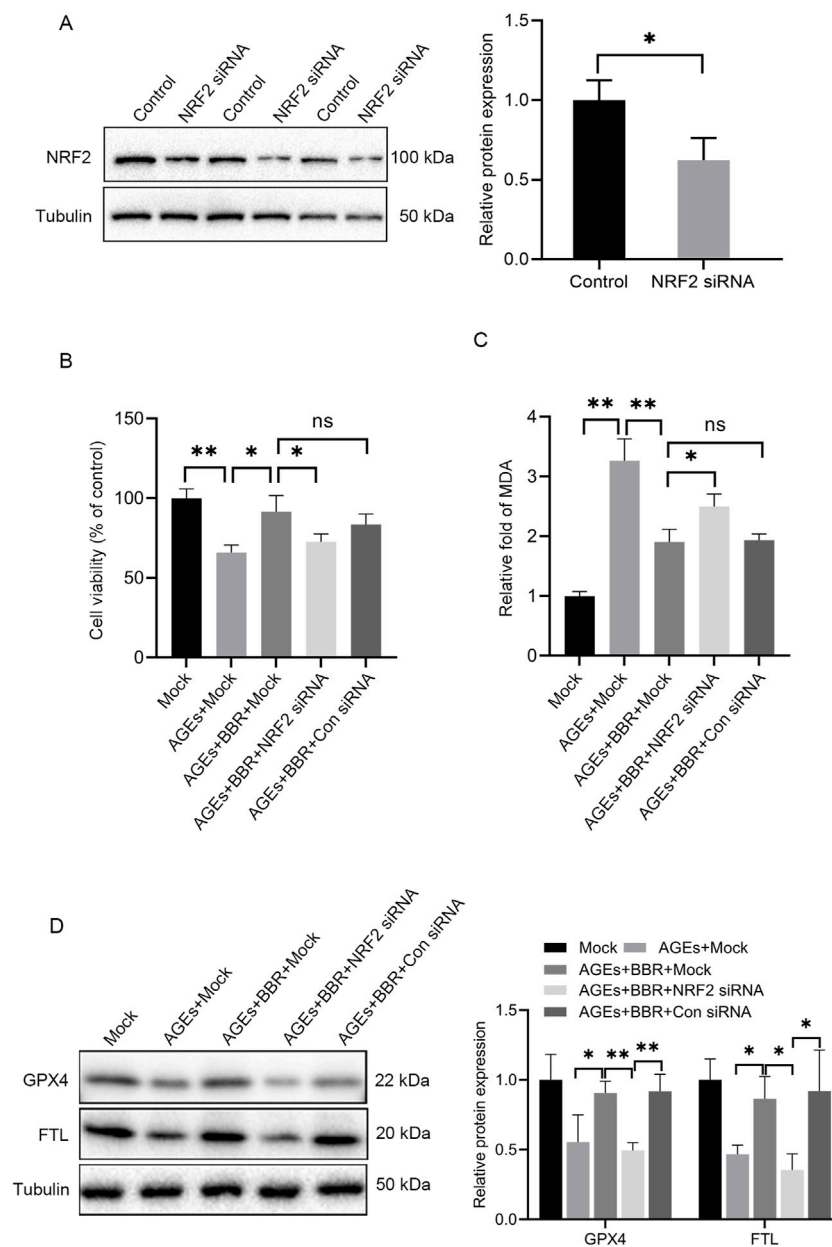 A
Control
NRF2 siRNA
Control
NRF2 siRNA
Control
NRF2 siRNA
NRF2
100 kDa
Tubulin
50 kDa
Relative protein expression
1.5
1.0
0.5
0.0
*
Control
NRF2 siRNA
B
Cell viability (% of control)
150
100
50
0
**
*
*
ns
Mock
AGEs+Mock
AGEs+BBR+Mock
AGEs+BBR+NRF2 siRNA
AGEs+BBR+Con siRNA
C
Relative fold of MDA
4
3
2
1
0
**
**
*
ns
Mock
AGEs+Mock
AGEs+BBR+Mock
AGEs+BBR+NRF2 siRNA
AGEs+BBR+Con siRNA
D
Mock
AGEs+Mock
AGEs+BBR+Mock
AGEs+BBR+NRF2 siRNA
AGEs+BBR+Con siRNA
GPX4
22 kDa
FTL
20 kDa
Tubulin
50 kDa
Mock
AGEs+Mock
AGEs+BBR+Mock
AGEs+BBR+NRF2 siRNA
AGEs+BBR+Con siRNA
Relative protein expression
1.5
1.0
0.5
0.0
*
**
**
*
*
*
GPX4
FTL